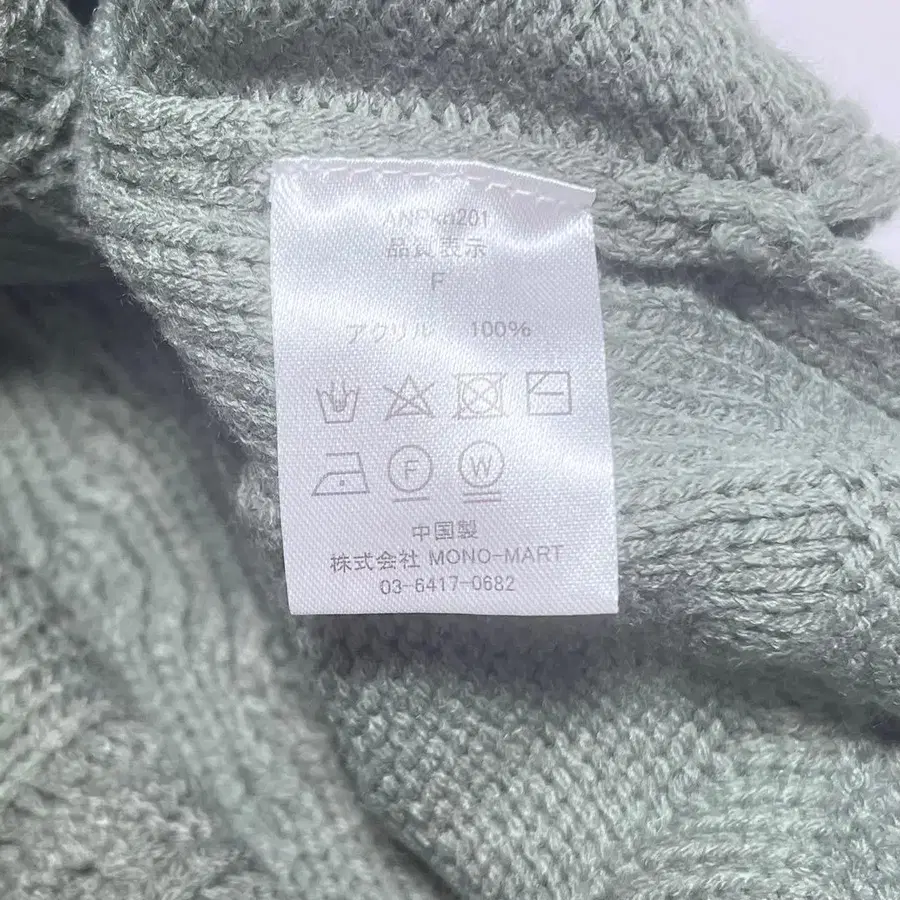 品質表示
F
アクリル 100%
F W
中国製
株式会社 MONO-MART
03-6417-0682